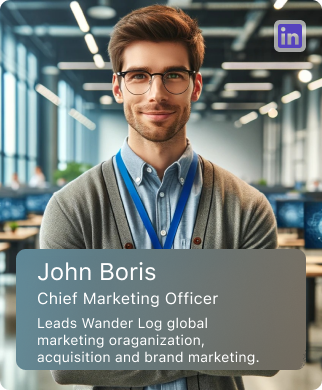 in
John Boris
Chief Marketing Officer
Leads Wander Log global
marketing oraganization,
acquisition and brand marketing.